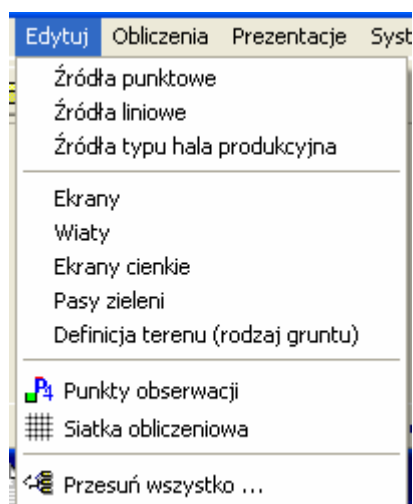 Edytuj Obliczenia Prezentacje Syst
Źródła punktowe
Źródła liniowe
Źródła typu hala produkcyjna
Ekrany
Wiaty
Ekrany cienkie
Pasy zieleni
Definicja terenu (rodzaj gruntu)
P4 Punkty obserwacji
Siatka obliczeniowa
Przesuń wszystko ...